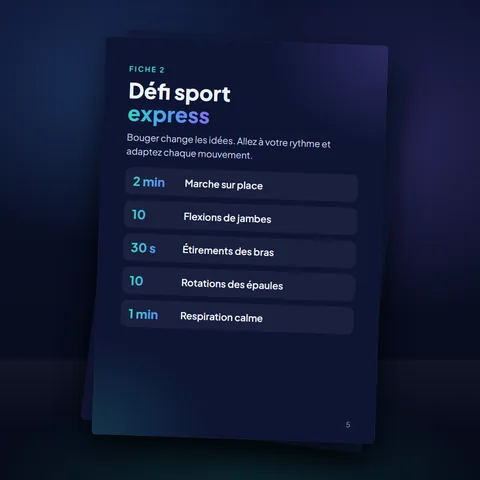 FICHE 2
Défi sport
express
Bouger change les idées. Allez à votre rythme et
adaptez chaque mouvement.
2 min Marche sur place
10 Flexions de jambes
30 s Étirements des bras
10 Rotations des épaules
1 min Respiration calme
5